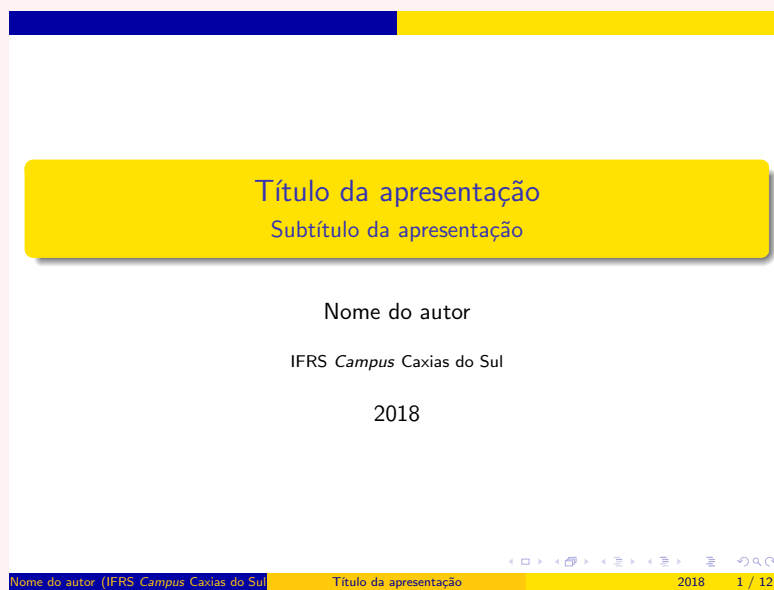 Título da apresentação
Subtítulo da apresentação
Nome do autor
IFRS Campus Caxias do Sul
2018
Nome do autor (IFRS Campus Caxias do Sul Título da apresentação 2018 1 / 12